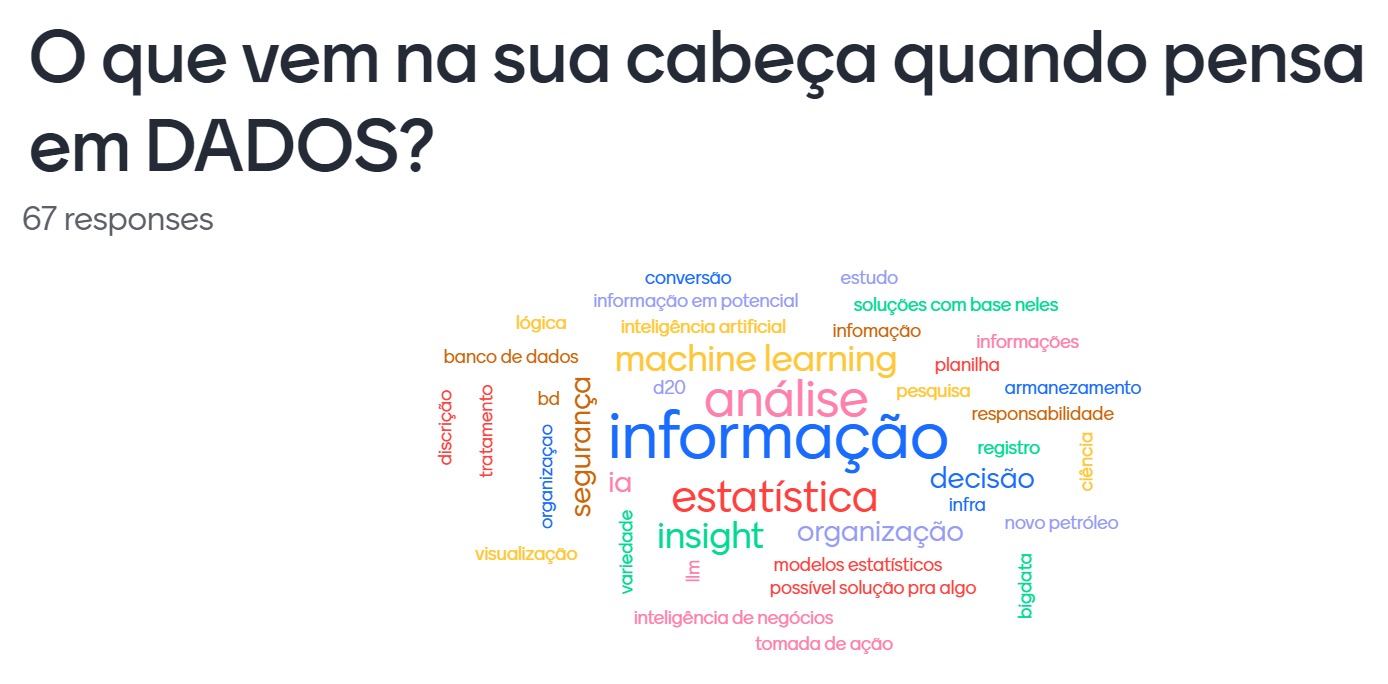 O que vem na sua cabeça quando pensa
em DADOS?
67 responses
conversão
estudo
informação em potencial
soluções com base neles
lógica
inteligência artificial
infomação
informações
banco de dados
machine learning
planilha
d20
análise
pesquisa
armanezamento
bd
segurança
discrição
tratamento
responsabilidade
informação
organizaçao
registro
ciência
ia
estatística
decisão
infra
novo petróleo
insight
organização
visualização
variedade
llm
modelos estatísticos
possível solução pra algo
bigdata
inteligência de negócios
tomada de ação